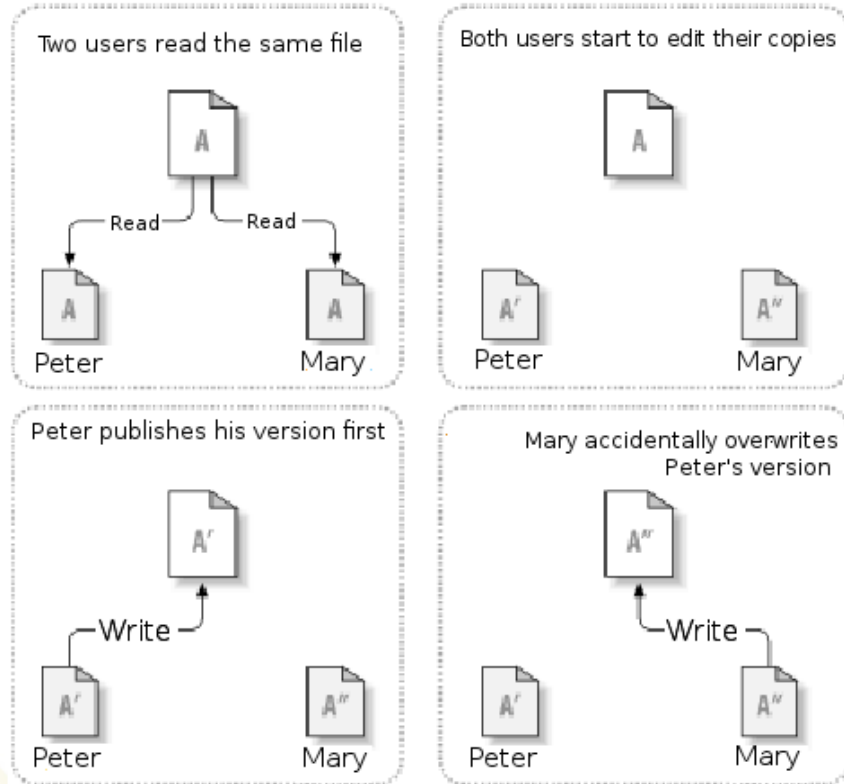 Two users read the same file
A
Read Read
A A
Peter Mary
Both users start to edit their copies
A
A' A"
Peter Mary
Peter publishes his version first
A'
Write
A' A"
Peter Mary
Mary accidentally overwrites
Peter's version
A"
Write
A' A"
Peter Mary